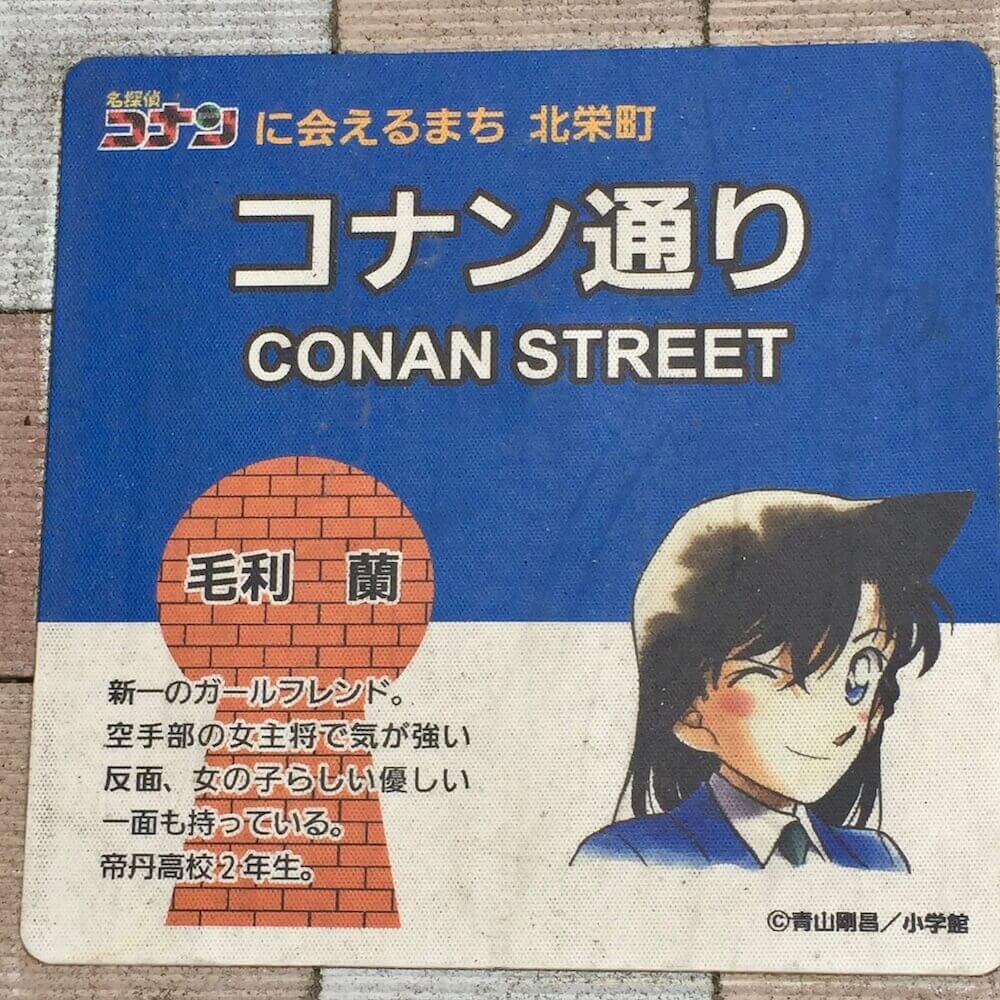 名探偵
コナン に会えるまち 北栄町
コナン通り
CONAN STREET
毛利 蘭
新一のガールフレンド。
空手部の女主将で気が強い
反面、女の子らしい優しい
一面も持っている。
帝丹高校2年生。
©青山剛昌／小学館